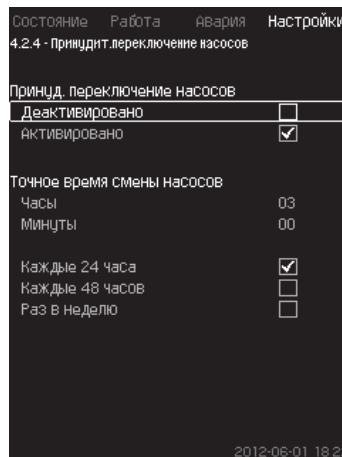 Состояние Работа Авария Настройки
4.2.4 - Принудит.переключение насосов
Принуд. переключение насосов
Деактивировано
Активировано
Точное время смены насосов
Часы 03
Минуты 00
Каждые 24 часа
Каждые 48 часов
Раз в неделю
2012-06-01 18:2